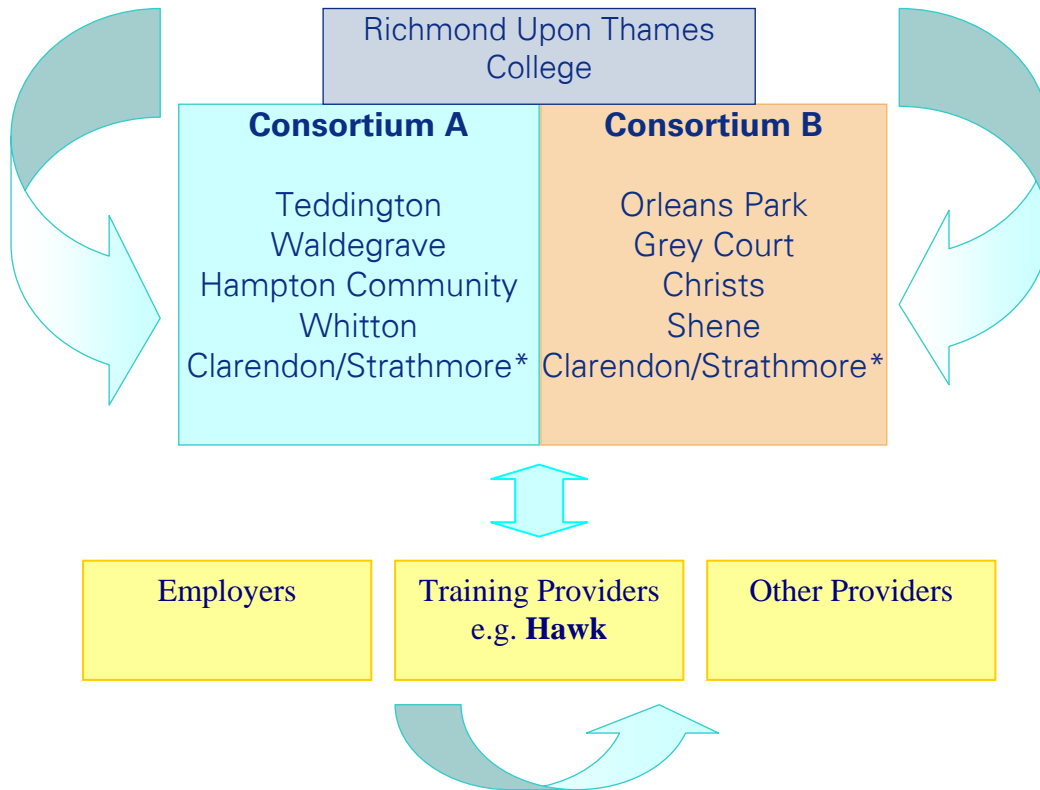 Richmond Upon Thames
College
Consortium A
Teddington
Waldegrave
Hampton Community
Whitton
Clarendon/Strathmore*
Consortium B
Orleans Park
Grey Court
Christs
Shene
Clarendon/Strathmore*
Employers
Training Providers
e.g. Hawk
Other Providers